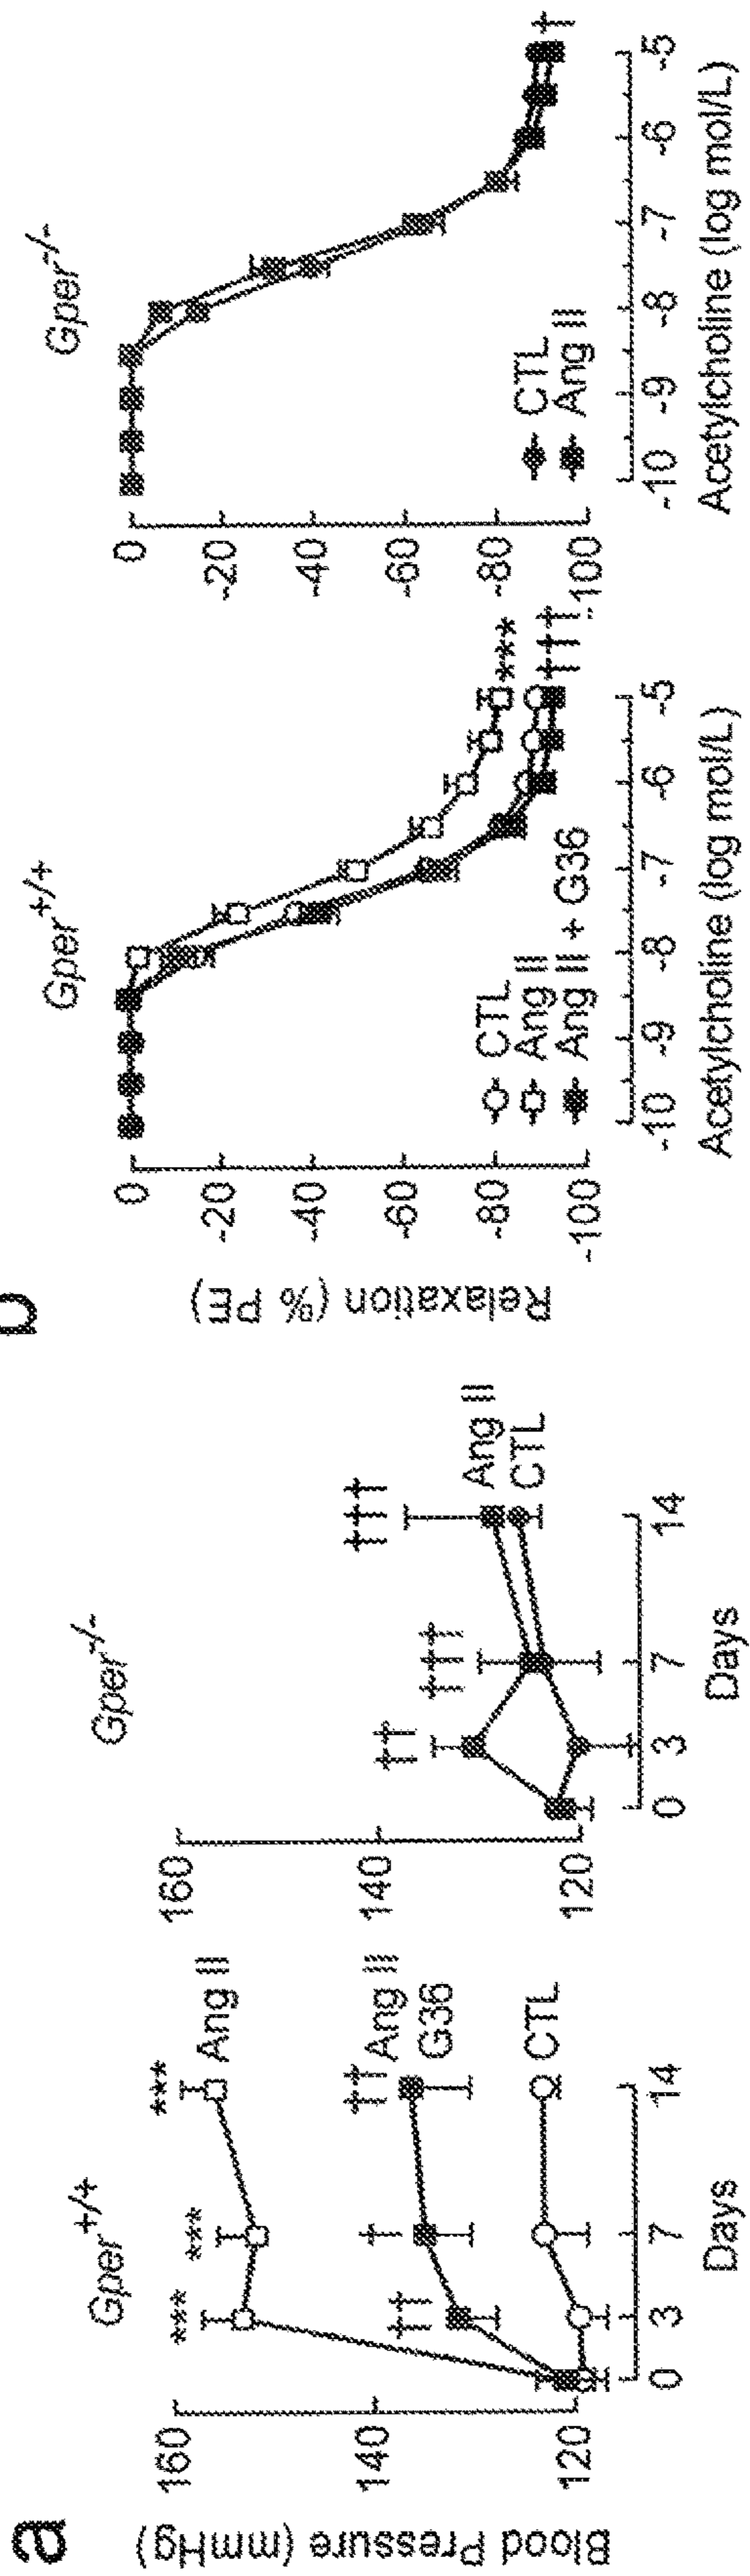 a
Gper+/+
Blood Pressure (mmHg)
160
140
120
***
***
***
Ang II
††
†
††
Ang II
G36
CTL
0
3
7
14
Days
Gper-/-
160
140
120
††
†††
†††
Ang II
CTL
0
3
7
14
Days
b
Gper+/+
Relaxation (% PE)
0
-20
-40
-60
-80
-100
CTL
Ang II
Ang II + G36
***
†††
-10
-9
-8
-7
-6
-5
Acetylcholine (log mol/L)
Gper-/-
0
-20
-40
-60
-80
-100
CTL
Ang II
†
-10
-9
-8
-7
-6
-5
Acetylcholine (log mol/L)